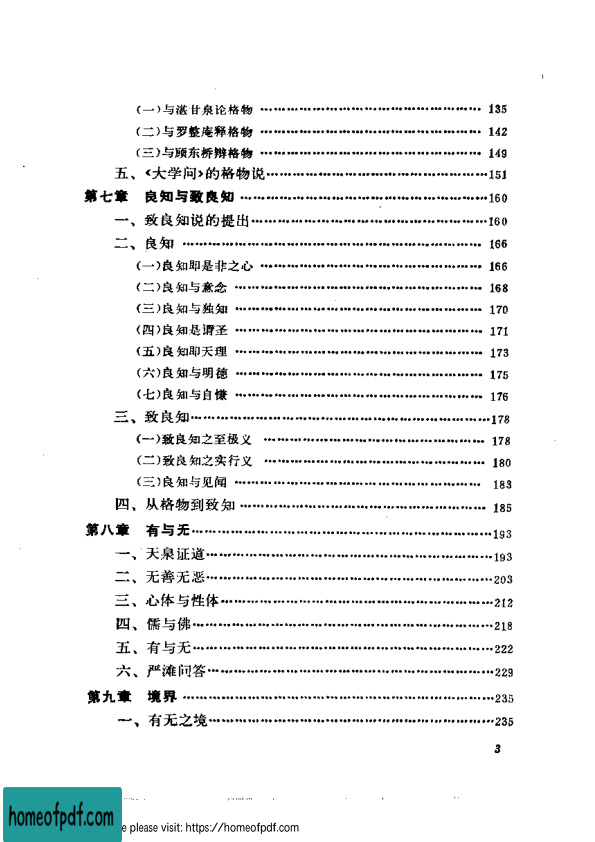 (一)与湛甘泉论格物 …… 135
(二)与罗整庵释格物 …… 142
(三)与顾东桥辩格物 …… 149
五、《大学问》的格物说 …… 151
第七章 良知与致良知 …… 160
一、致良知说的提出 …… 160
二、良知 …… 166
(一)良知即是非之心 …… 166
(二)良知与意念 …… 168
(三)良知与独知 …… 170
(四)良知是谓圣 …… 171
(五)良知即天理 …… 173
(六)良知与明德 …… 175
(七)良知与自慊 …… 176
三、致良知 …… 178
(一)致良知之至极义 …… 178
(二)致良知之实行义 …… 180
(三)良知与见闻 …… 183
四、从格物到致知 …… 185
第八章 有与无 …… 193
一、天泉证道 …… 193
二、无善无恶 …… 203
三、心体与性体 …… 212
四、儒与佛 …… 218
五、有与无 …… 222
六、严滩问答 …… 229
第九章 境界 …… 235
一、有无之境 …… 235
3
homeofpdf.com
please visit: https://homeofpdf.com